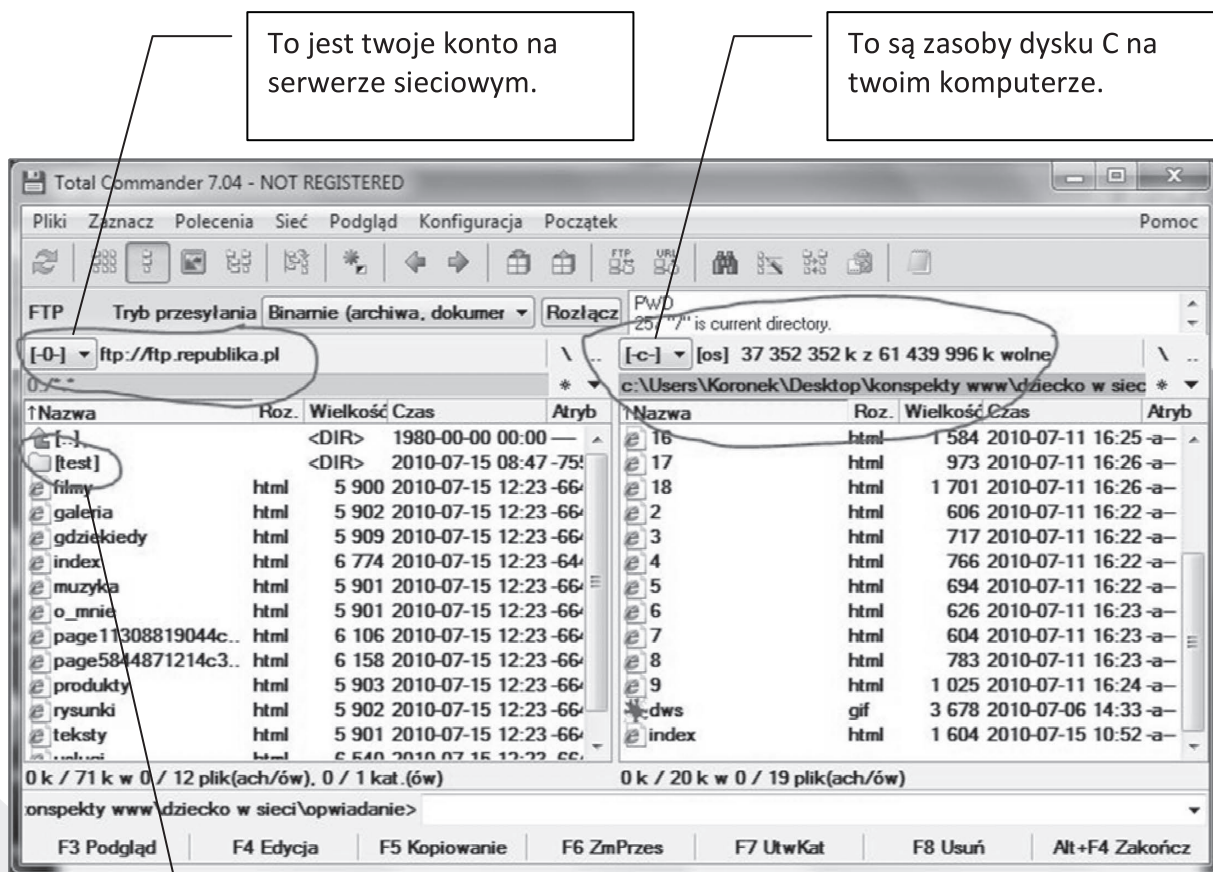 To jest twoje konto na
serwerze sieciowym.
To są zasoby dysku C na
twoim komputerze.
Total Commander 7.04 - NOT REGISTERED
Pliki Zaznacz Polecenia Sieć Podgląd Konfiguracja Początek Pomoc
FTP URL
FTP Tryb przesyłania Binarnie (archiwa, dokumer Rozłącz
PWD
257 "/" is current directory.
[-0-] ftp://ftp.republika.pl \ ..
[-c-] [os] 37 352 352 k z 61 439 996 k wolne \ ..
0:/*.* * ▼
c:\Users\Koronek\Desktop\konspekty www\dziecko w siec * ▼
↑Nazwa Roz. Wielkość Czas Atryb
[..] <DIR> 1980-00-00 00:00 ---
[test] <DIR> 2010-07-15 08:47 -755
filmy html 5 900 2010-07-15 12:23 -664
galeria html 5 902 2010-07-15 12:23 -664
gdziekiedy html 5 909 2010-07-15 12:23 -664
index html 6 774 2010-07-15 12:23 -644
muzyka html 5 901 2010-07-15 12:23 -664
o_mnie html 5 901 2010-07-15 12:23 -664
page11308819044c.. html 6 106 2010-07-15 12:23 -664
page5844871214c3.. html 6 158 2010-07-15 12:23 -664
produkty html 5 903 2010-07-15 12:23 -664
rysunki html 5 902 2010-07-15 12:23 -664
teksty html 5 901 2010-07-15 12:23 -664
↑Nazwa Roz. Wielkość Czas Atryb
16 html 1 584 2010-07-11 16:25 -a--
17 html 973 2010-07-11 16:26 -a--
18 html 1 701 2010-07-11 16:26 -a--
2 html 606 2010-07-11 16:22 -a--
3 html 717 2010-07-11 16:22 -a--
4 html 766 2010-07-11 16:22 -a--
5 html 694 2010-07-11 16:22 -a--
6 html 626 2010-07-11 16:23 -a--
7 html 604 2010-07-11 16:23 -a--
8 html 783 2010-07-11 16:23 -a--
9 html 1 025 2010-07-11 16:24 -a--
dws gif 3 678 2010-07-06 14:33 -a--
index html 1 604 2010-07-15 10:52 -a--
0 k / 71 k w 0 / 12 plik(ach/ów), 0 / 1 kat.(ów)
0 k / 20 k w 0 / 19 plik(ach/ów)
onspekty www\dziecko w sieci\opwiadanie>
F3 Podgląd F4 Edycja F5 Kopiowanie F6 ZmPrzes F7 UtwKat F8 Usuń Alt+F4 Zakończ